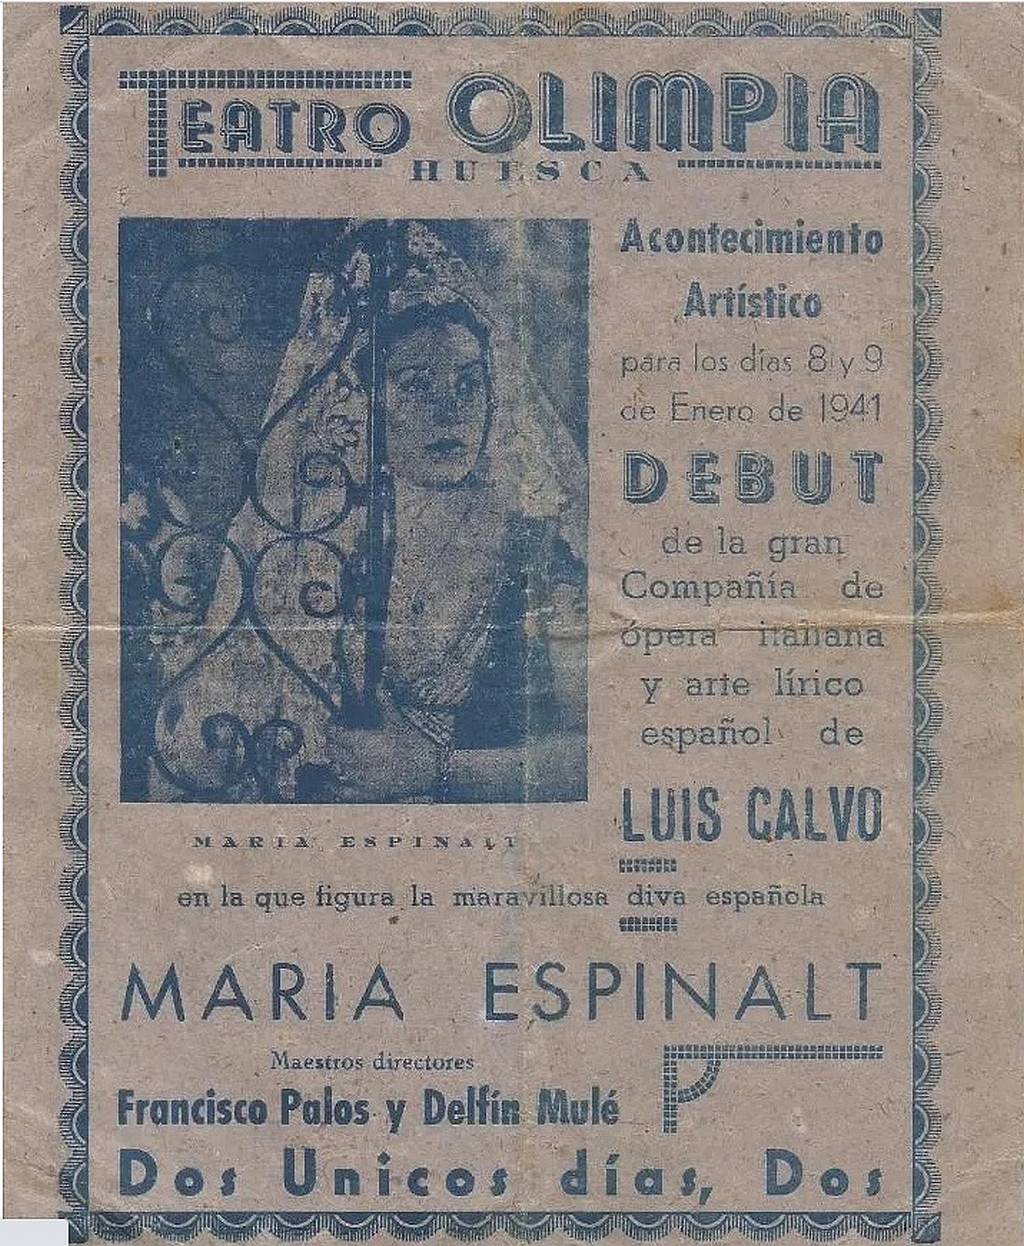 TEATRO OLIMPIA
HUESCA
Acontecimiento
Artístico
para los días 8 y 9
de Enero de 1941
DEBUT
de la gran
Compañía de
ópera italiana
y arte lírico
español de
LUIS CALVO
MARIA ESPINALT
en la que figura la maravillosa diva española
MARIA ESPINALT
Maestros directores
Francisco Palos y Delfín Mulé
Dos Unicos días, Dos